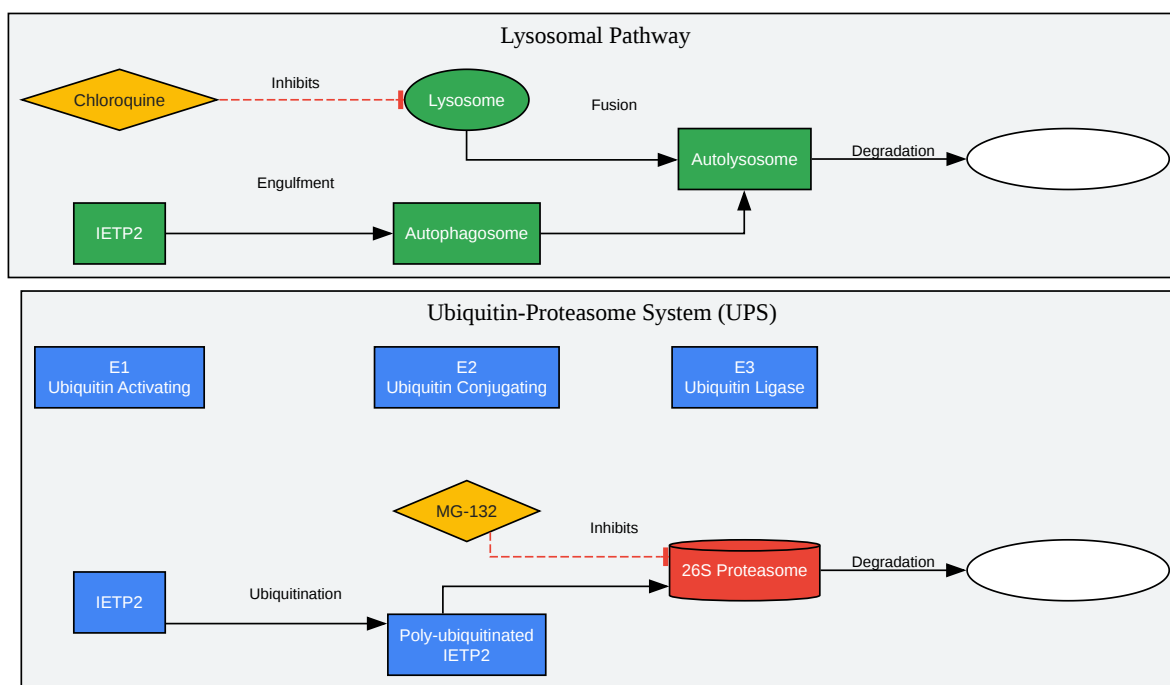 Lysosomal Pathway
Chloroquine
Inhibits
Lysosome
Fusion
Autolysosome
Degradation
Engulfment
IETP2
Autophagosome
Ubiquitin-Proteasome System (UPS)
E1
Ubiquitin Activating
E2
Ubiquitin Conjugating
E3
Ubiquitin Ligase
MG-132
Inhibits
26S Proteasome
Degradation
IETP2
Ubiquitination
Poly-ubiquitinated
IETP2